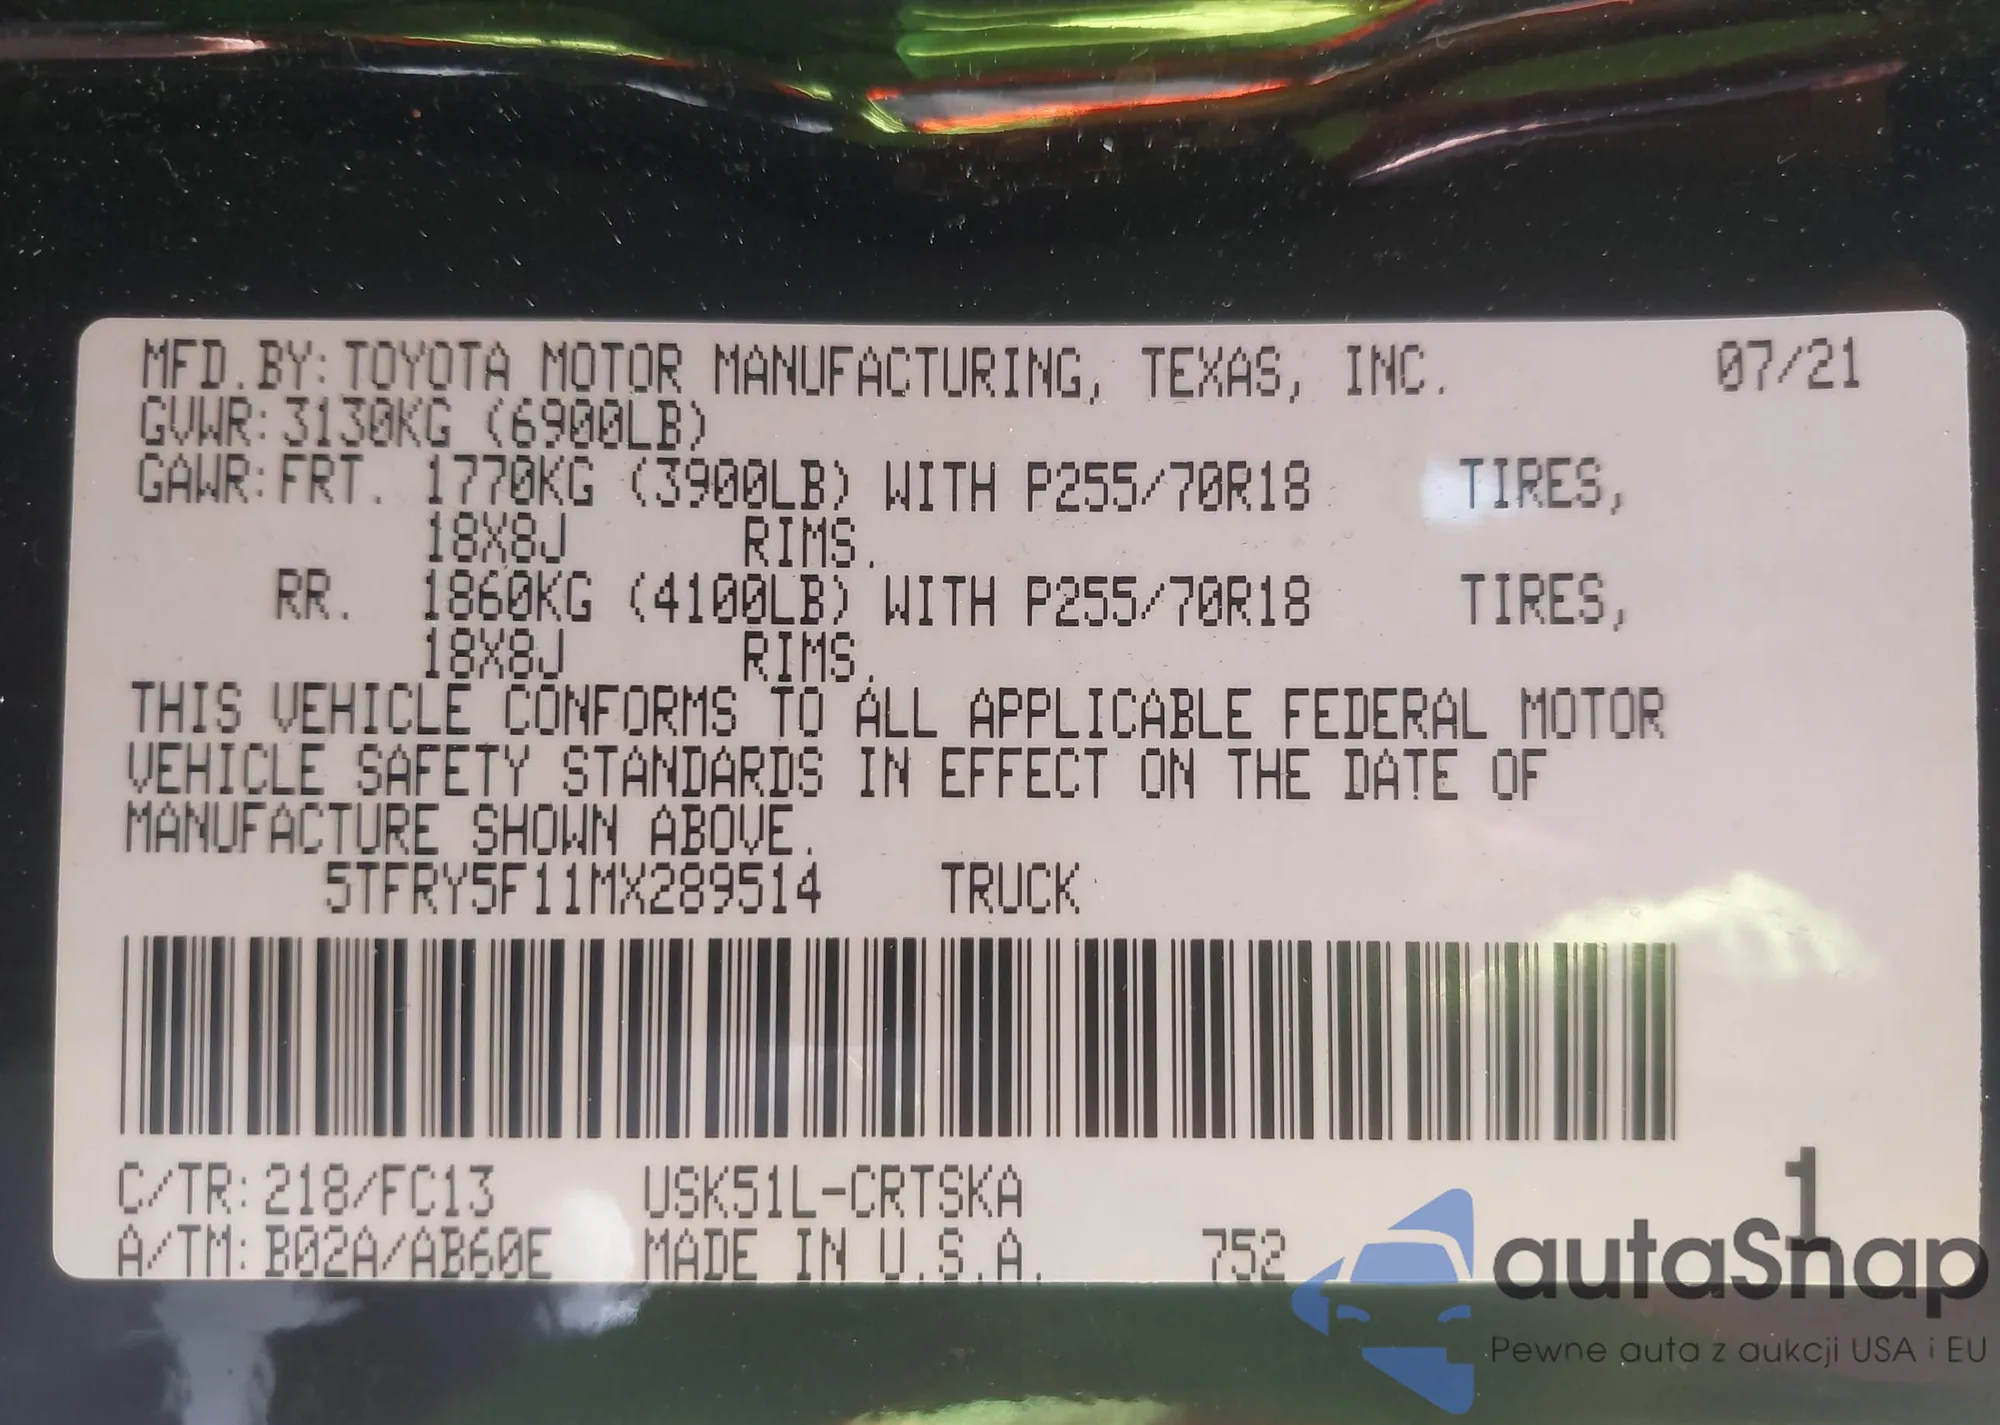 MFD.BY: TOYOTA MOTOR MANUFACTURING, TEXAS, INC. 07/21
GVWR: 3130KG (6900LB)
GAWR: FRT. 1770KG (3900LB) WITH P255/70R18 TIRES,
18X8J RIMS.
RR. 1860KG (4100LB) WITH P255/70R18 TIRES,
18X8J RIMS.
THIS VEHICLE CONFORMS TO ALL APPLICABLE FEDERAL MOTOR
VEHICLE SAFETY STANDARDS IN EFFECT ON THE DATE OF
MANUFACTURE SHOWN ABOVE.
5TFRY5F11MX289514 TRUCK
C/TR: 218/FC13 USK51L-CRTSKA 1
A/TM: B02A/AB60E MADE IN U.S.A. 752
autaSnap
Pewne auta z aukcji USA i EU